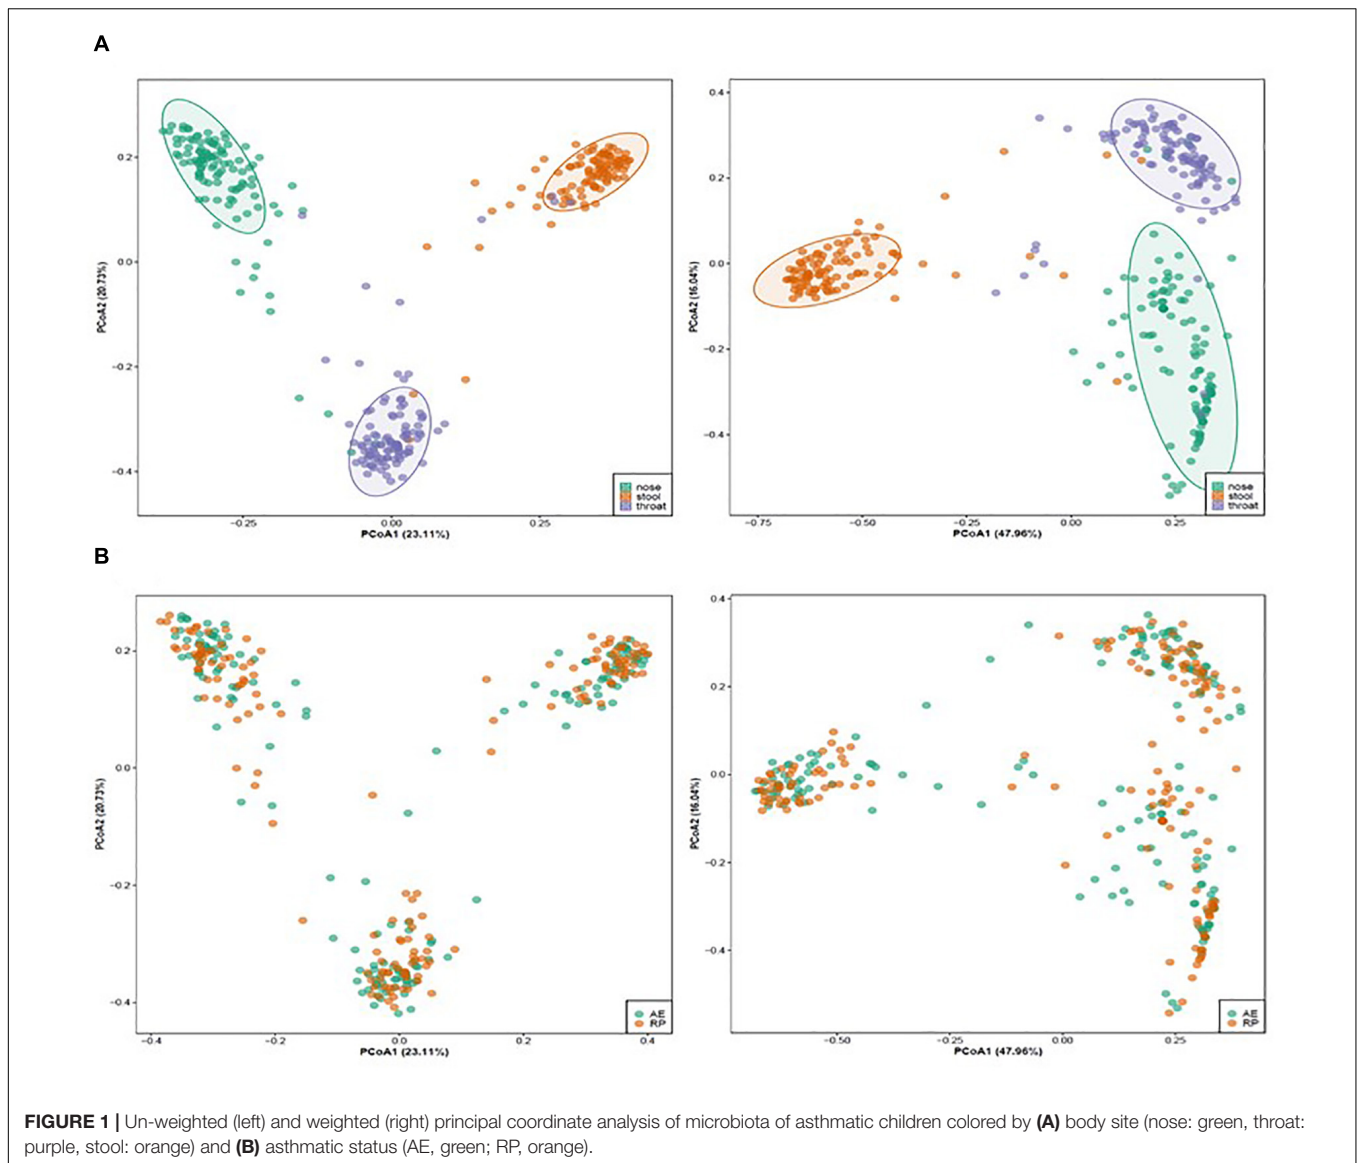 A
0.2
0.0
−0.2
−0.4
PCoA2 (20.73%)
−0.25
0.00
0.25
PCoA1 (23.11%)
nose
stool
throat
0.4
0.2
0.0
−0.2
−0.4
PCoA2 (16.04%)
−0.75
−0.50
−0.25
0.00
0.25
PCoA1 (47.96%)
nose
stool
throat
B
0.2
0.0
−0.2
−0.4
PCoA2 (20.73%)
−0.4
−0.2
0.0
0.2
0.4
PCoA1 (23.11%)
AE
RP
0.4
0.2
0.0
−0.2
−0.4
PCoA2 (16.04%)
−0.50
−0.25
0.00
0.25
PCoA1 (47.96%)
AE
RP
FIGURE 1 | Un-weighted (left) and weighted (right) principal coordinate analysis of microbiota of asthmatic children colored by (A) body site (nose: green, throat:
purple, stool: orange) and (B) asthmatic status (AE, green; RP, orange).